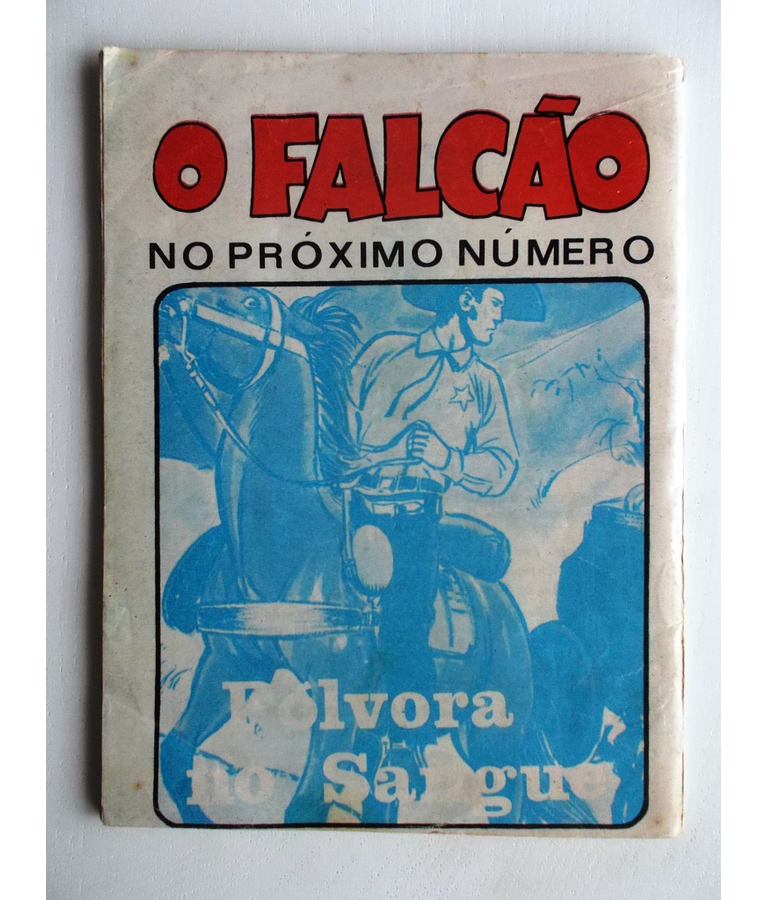 O FALCÃO
NO PRÓXIMO NÚMERO
Pólvora
no Sangue